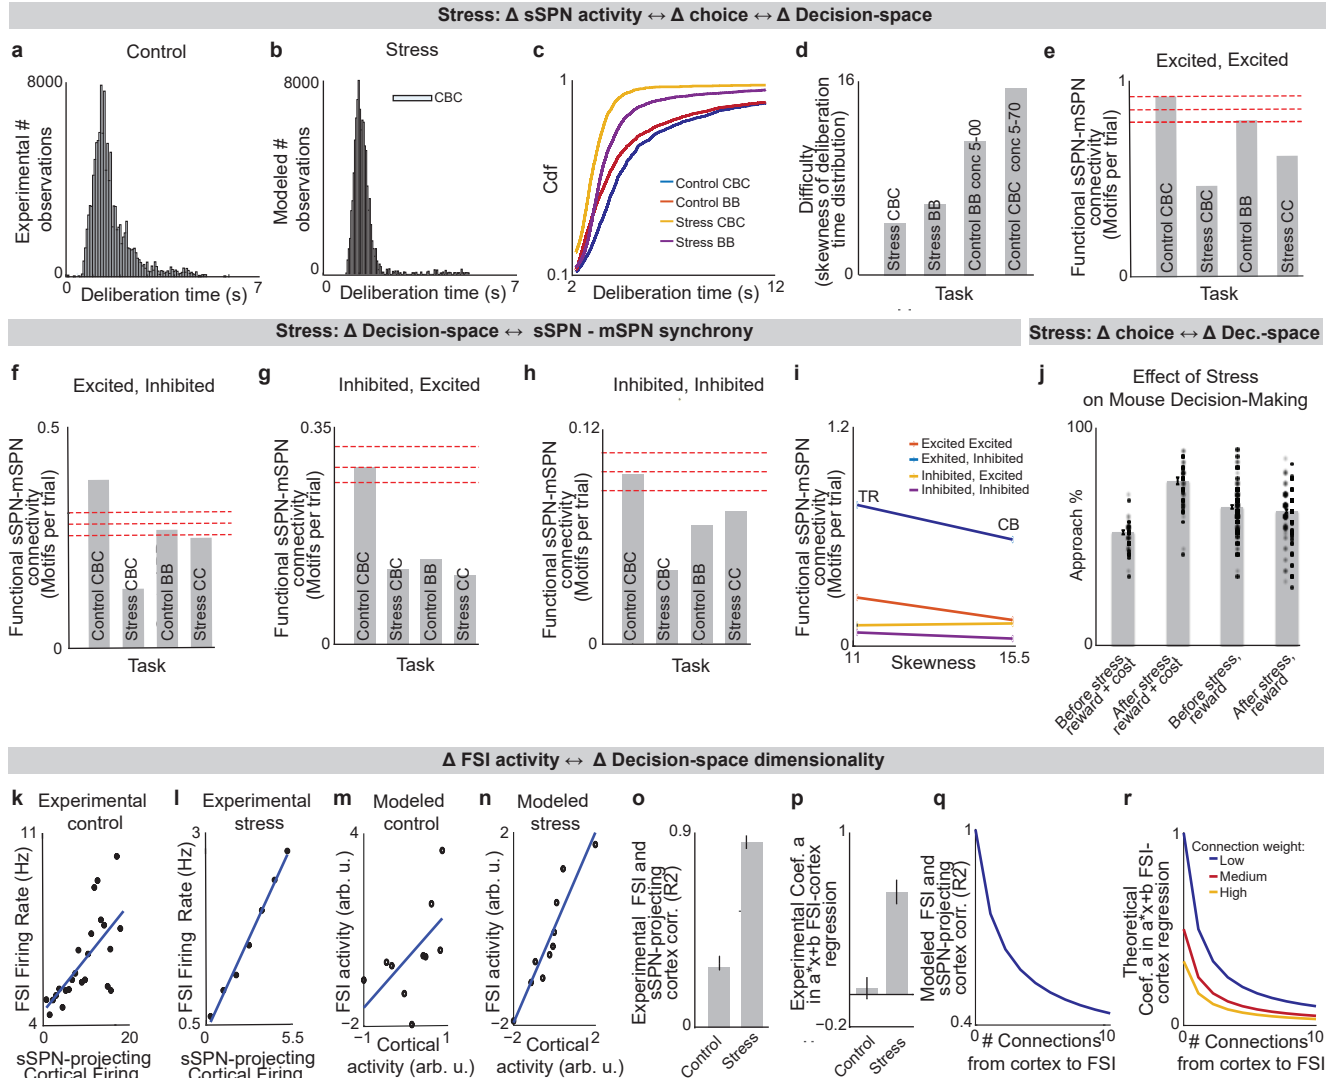 Stress: Δ sSPN activity ↔ Δ choice ↔ Δ Decision-space
a
Control
8000
0
Experimental #
observations
0
Deliberation time (s)
7
b
Stress
8000
0
Modeled #
observations
CBC
0
Deliberation time (s)
7
c
1
0.1
Cdf
Control CBC
Control BB
Stress CBC
Stress BB
2
Deliberation time (s)
12
d
16
0
Difficulty
(skewness of deliberation
time distribution)
Stress CBC
Stress BB
Control BB conc 5-00
Control CBC conc 5-70
Task
e
Excited, Excited
1
0
Functional sSPN-mSPN
connectivity
(Motifs per trial)
Control CBC
Stress CBC
Control BB
Stress CC
Task
Stress: Δ Decision-space ↔ sSPN - mSPN synchrony
Stress: Δ choice ↔ Δ Dec.-space
f
Excited, Inhibited
0.5
0
Functional sSPN-mSPN
connectivity
(Motifs per trial)
Control CBC
Stress CBC
Control BB
Stress CC
Task
g
Inhibited, Excited
0.35
0
Functional sSPN-mSPN
connectivity
(Motifs per trial)
Control CBC
Stress CBC
Control BB
Stress CC
Task
h
Inhibited, Inhibited
0.12
0
Functional sSPN-mSPN
connectivity
(Motifs per trial)
Control CBC
Stress CBC
Control BB
Stress CC
Task
i
1.2
0
Functional sSPN-mSPN
connectivity
(Motifs per trial)
Excited Excited
Exhited, Inhibited
Inhibited, Excited
Inhibited, Inhibited
TR
CB
11
Skewness
15.5
j
Effect of Stress
on Mouse Decision-Making
100
0
Approach %
Before stress,
reward + cost
After stress,
reward + cost
Before stress,
reward
After stress,
reward
Δ FSI activity ↔ Δ Decision-space dimensionality
k
Experimental
control
11
4
FSI Firing Rate (Hz)
0
20
sSPN-projecting
Cortical Firing
l
Experimental
stress
3
0.5
FSI Firing Rate (Hz)
0
5.5
sSPN-projecting
Cortical Firing
m
Modeled
control
4
−2
FSI activity (arb. u.)
−1
1
Cortical
activity (arb. u.)
n
Modeled
stress
2
−2
FSI activity (arb. u.)
−2
2
Cortical
activity (arb. u.)
o
0.9
0
Experimental FSI and
sSPN-projecting
cortex corr. (R2)
Control
Stress
p
1
−0.2
Experimental Coef. a
in a*x+b FSI-cortex
regression
Control
Stress
q
1
0.4
Modeled FSI and
sSPN-projecting
cortex corr. (R2)
0
10
# Connections
from cortex to FSI
r
1
0
Theoretical
Coef. a in a*x+b FSI-
cortex regression
Connection weight:
Low
Medium
High
0
10
# Connections
from cortex to FSI